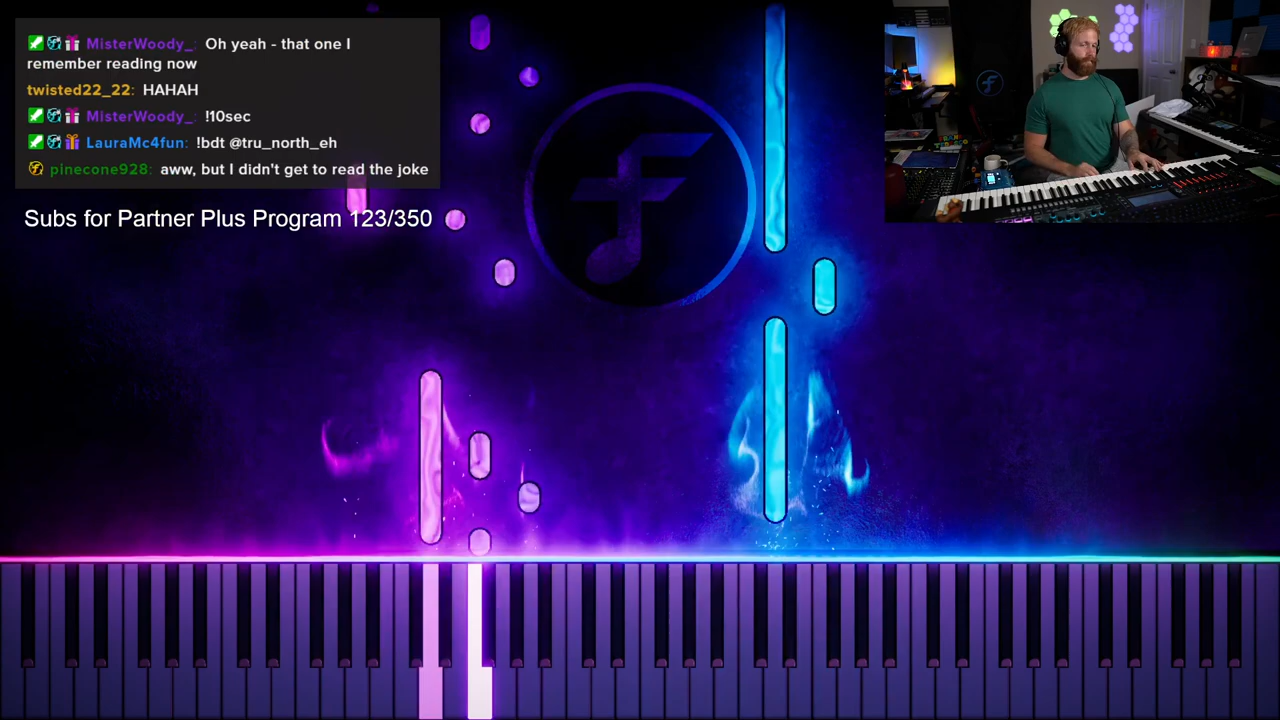 MisterWoody_: Oh yeah - that one I
remember reading now
twisted22_22: HAHAH
MisterWoody_: !10sec
LauraMc4fun: !bdt @tru_north_eh
pinecone928: aww, but I didn't get to read the joke
Subs for Partner Plus Program 123/350